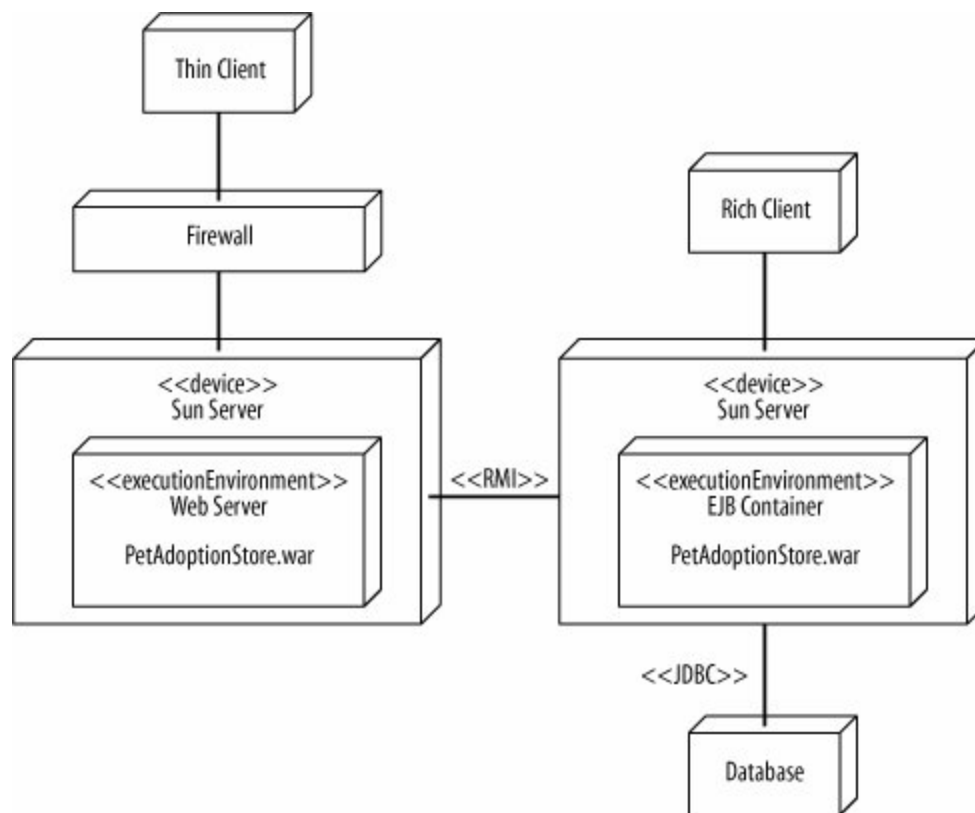 Thin Client
Firewall
Rich Client
<<device>>
Sun Server
<<executionEnvironment>>
Web Server
PetAdoptionStore.war
<<RMI>>
<<device>>
Sun Server
<<executionEnvironment>>
EJB Container
PetAdoptionStore.war
<<JDBC>>
Database